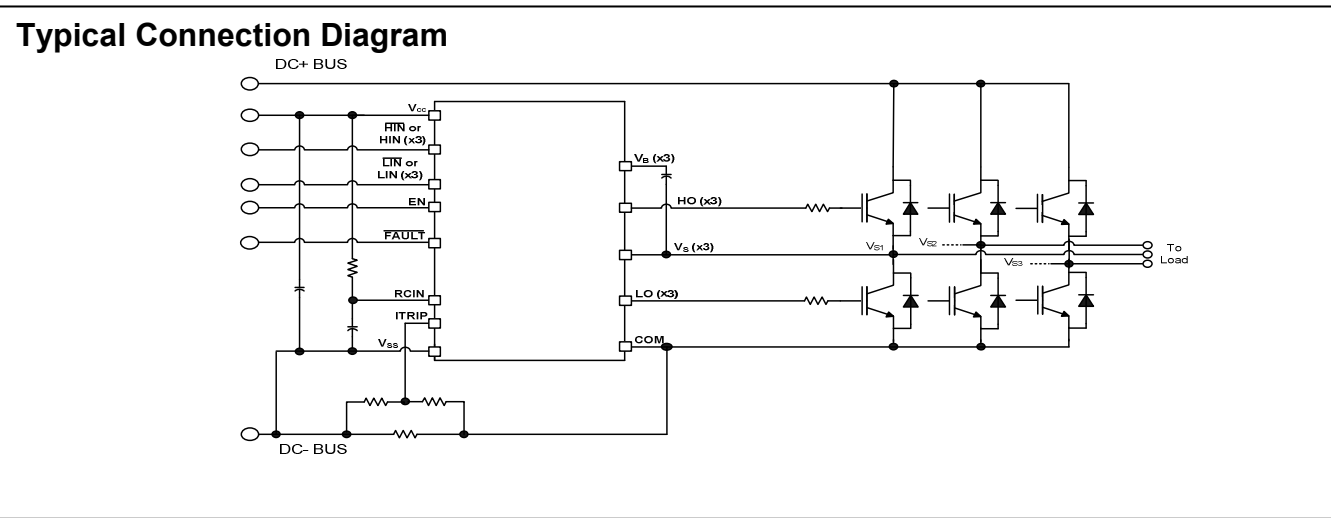 Typical Connection Diagram
DC+ BUS
Vcc
HIN or
HIN (x3)
LIN or
LIN (x3)
EN
FAULT
RCIN
ITRIP
Vss
VB (x3)
HO (x3)
VS (x3)
LO (x3)
COM
VS1
VS2
VS3
To
Load
DC- BUS